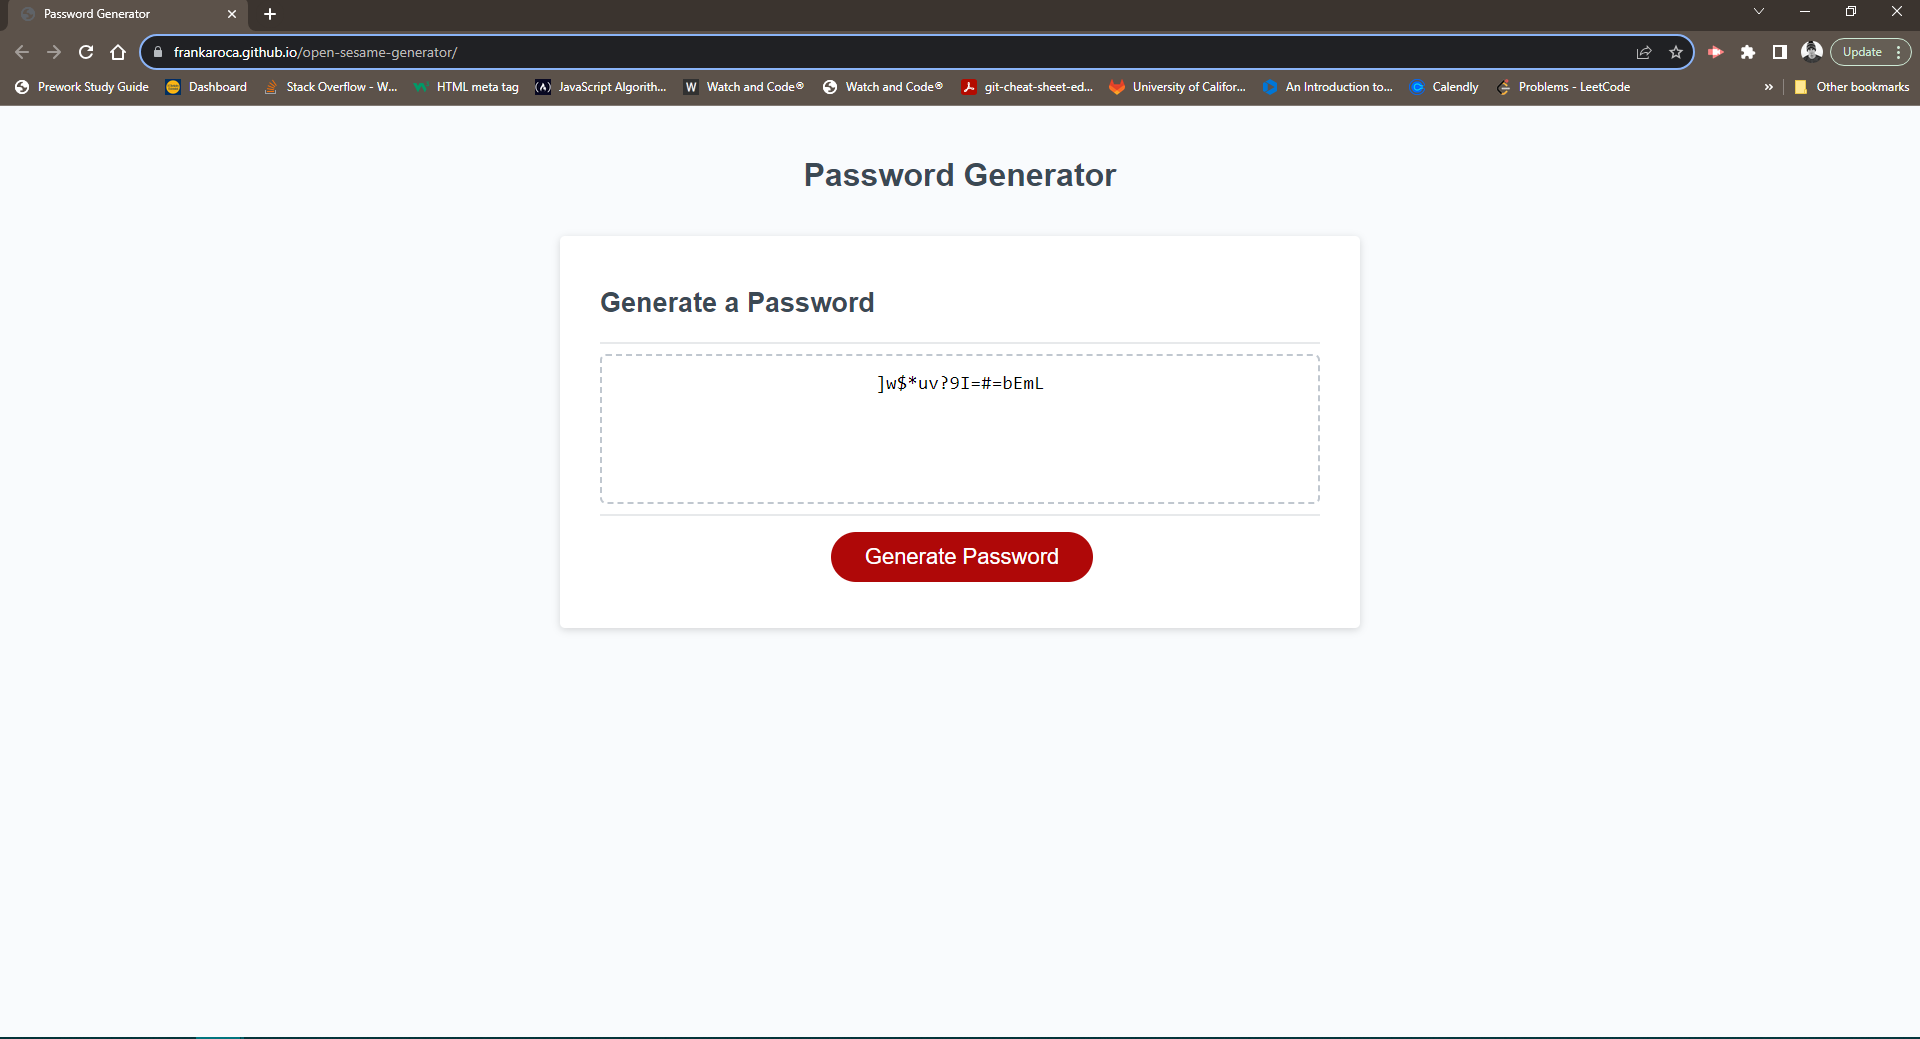 Password Generator
Update
frankaroca.github.io/open-sesame-generator/
Prework Study Guide Dashboard Stack Overflow - W... HTML meta tag JavaScript Algorith... W Watch and Code® Watch and Code® git-cheat-sheet-ed... University of Califor... An Introduction to... Calendly Problems - LeetCode » Other bookmarks
Password Generator
Generate a Password
]w$*uv?9I=#=bEmL
Generate Password